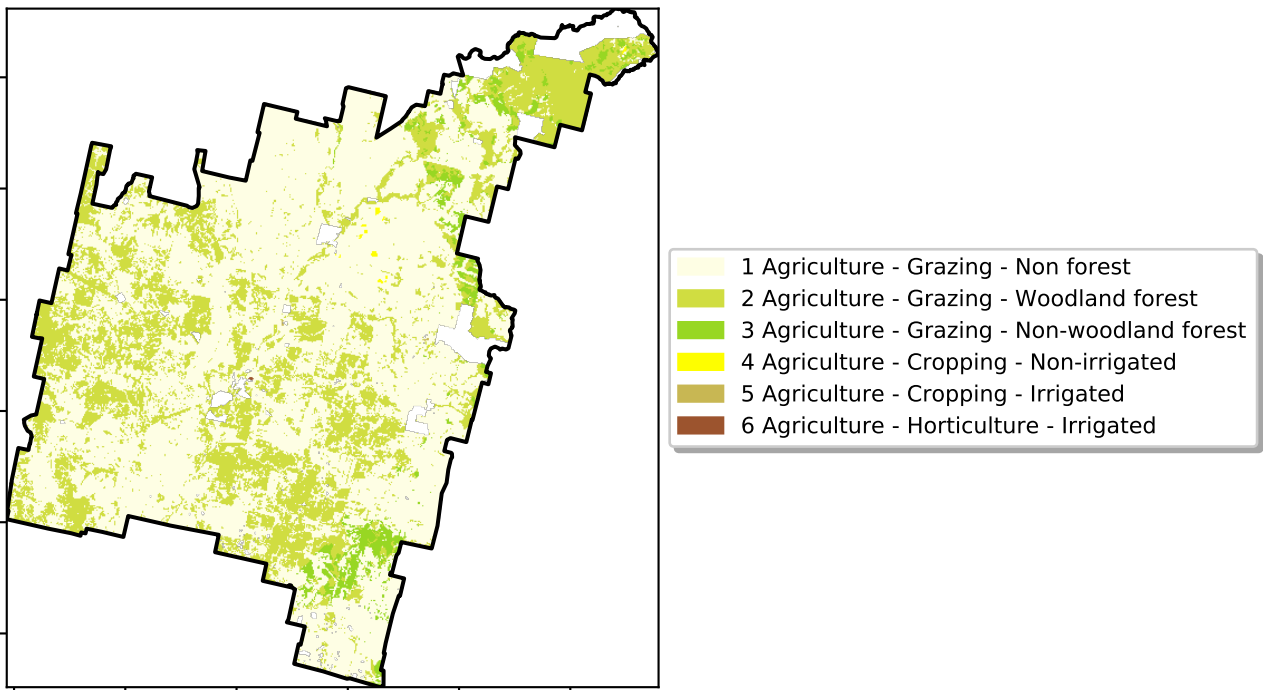 1 Agriculture - Grazing - Non forest
2 Agriculture - Grazing - Woodland forest
3 Agriculture - Grazing - Non-woodland forest
4 Agriculture - Cropping - Non-irrigated
5 Agriculture - Cropping - Irrigated
6 Agriculture - Horticulture - Irrigated